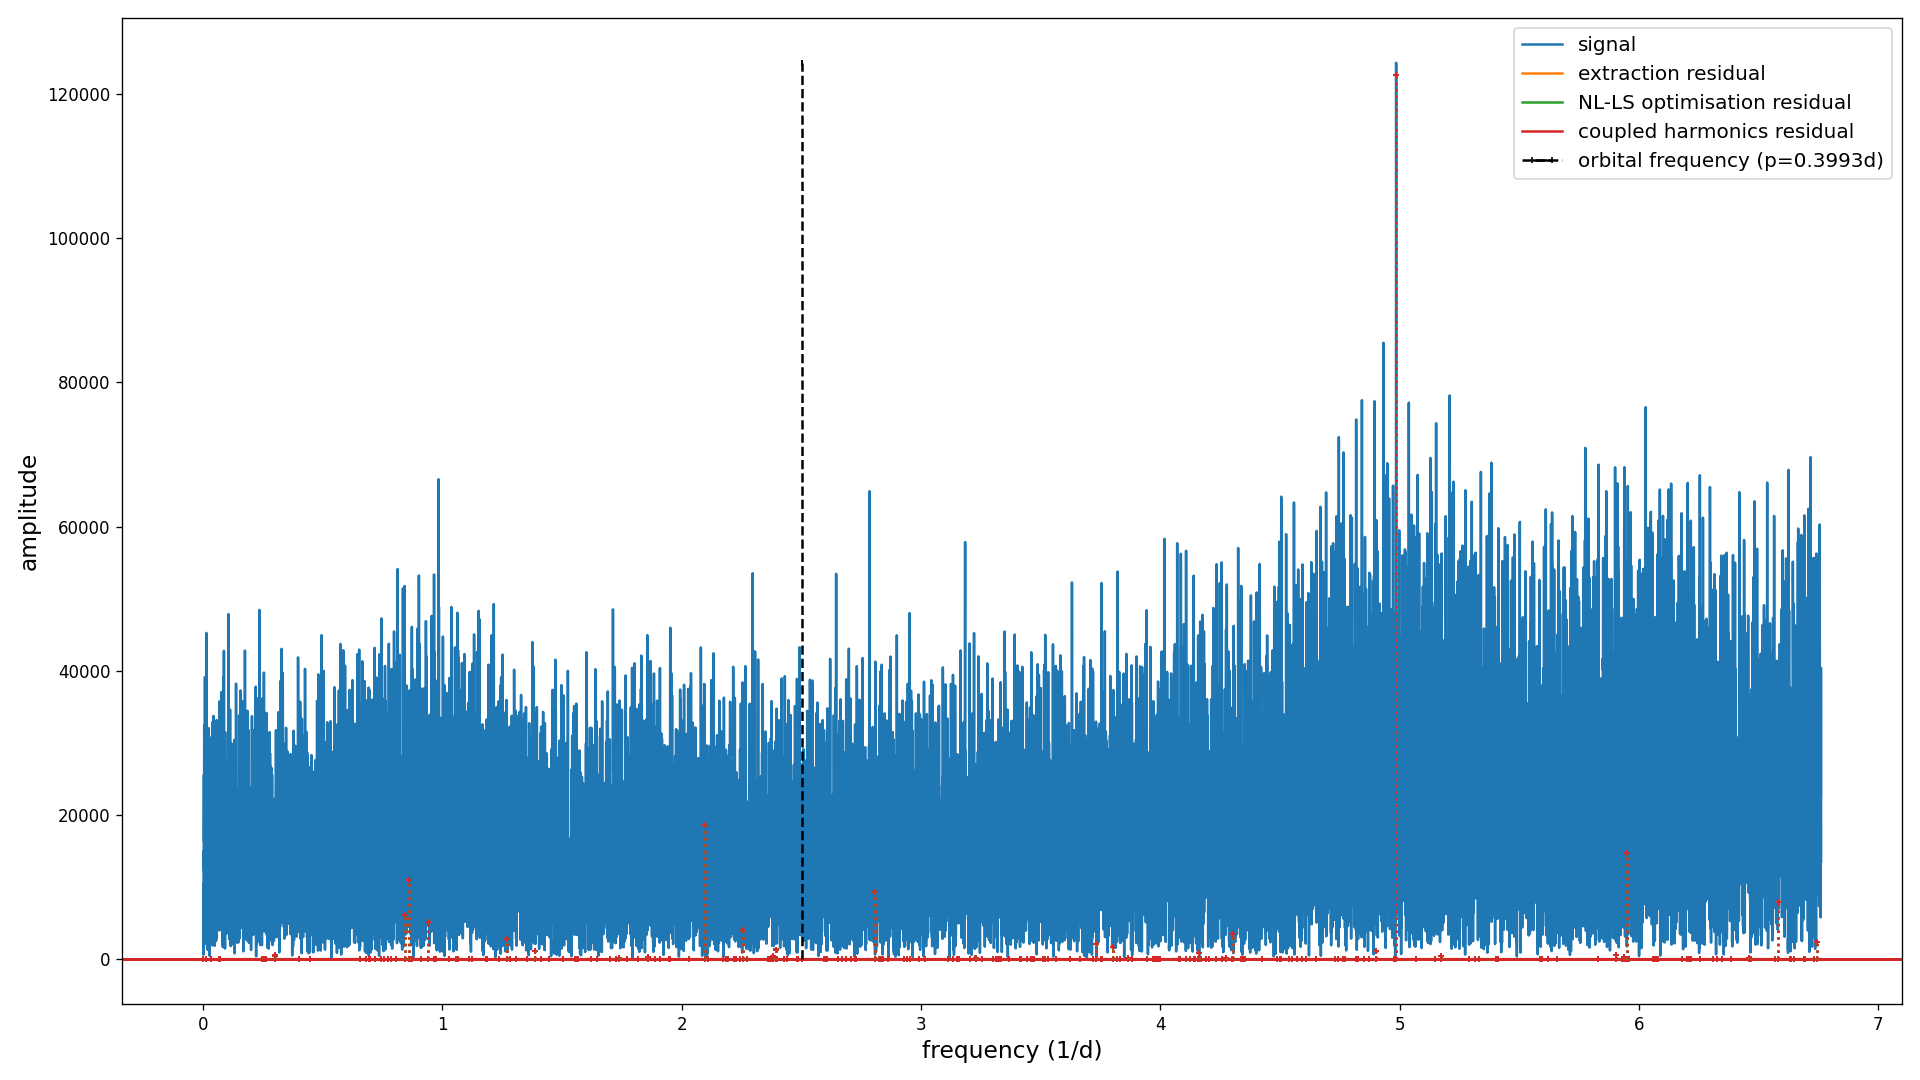 signal
extraction residual
NL-LS optimisation residual
coupled harmonics residual
orbital frequency (p=0.3993d)
120000
100000
80000
60000
40000
20000
0
amplitude
0 1 2 3 4 5 6 7
frequency (1/d)